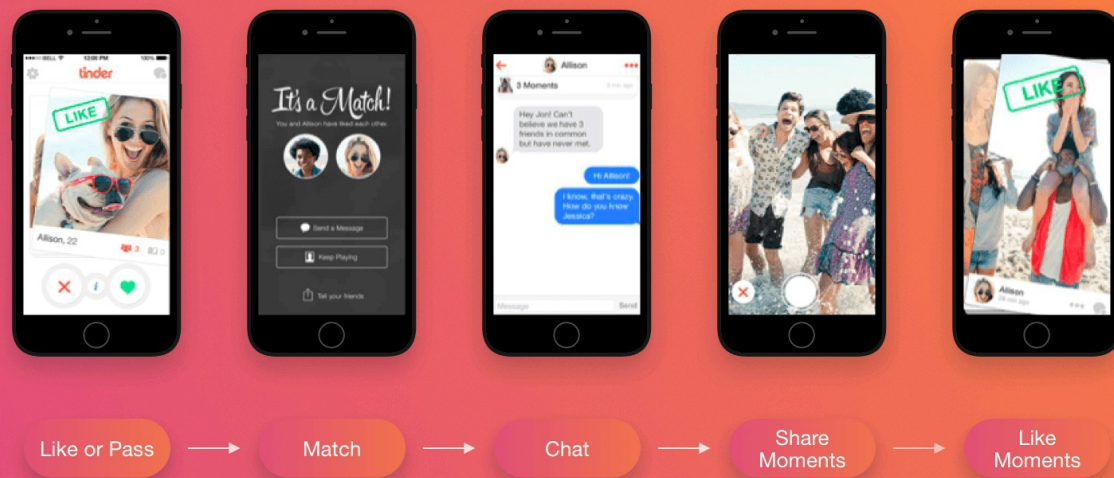 BELL 12:00 PM 100%
tinder
LIKE
Allison, 22
3
0
i
It's a Match!
You and Allison have liked each other.
Send a Message
Keep Playing
Tell your friends
Allison
3 Moments
Hey Jon! Can't
believe we have 3
friends in common
but have never met.
Hi Allison!
I know, that's crazy.
How do you know
Jessica?
Message
Send
LIKE
Allison
Like or Pass
Match
Chat
Share
Moments
Like
Moments